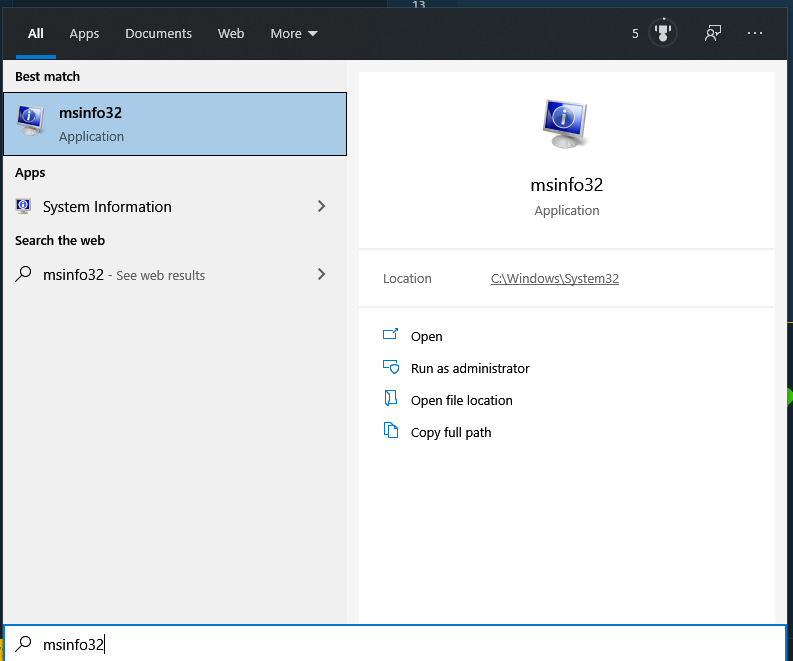 13
All Apps Documents Web More 5 ...
Best match
msinfo32
Application
Apps
System Information
Search the web
msinfo32 - See web results
msinfo32
Application
Location C:\Windows\System32
Open
Run as administrator
Open file location
Copy full path
msinfo32